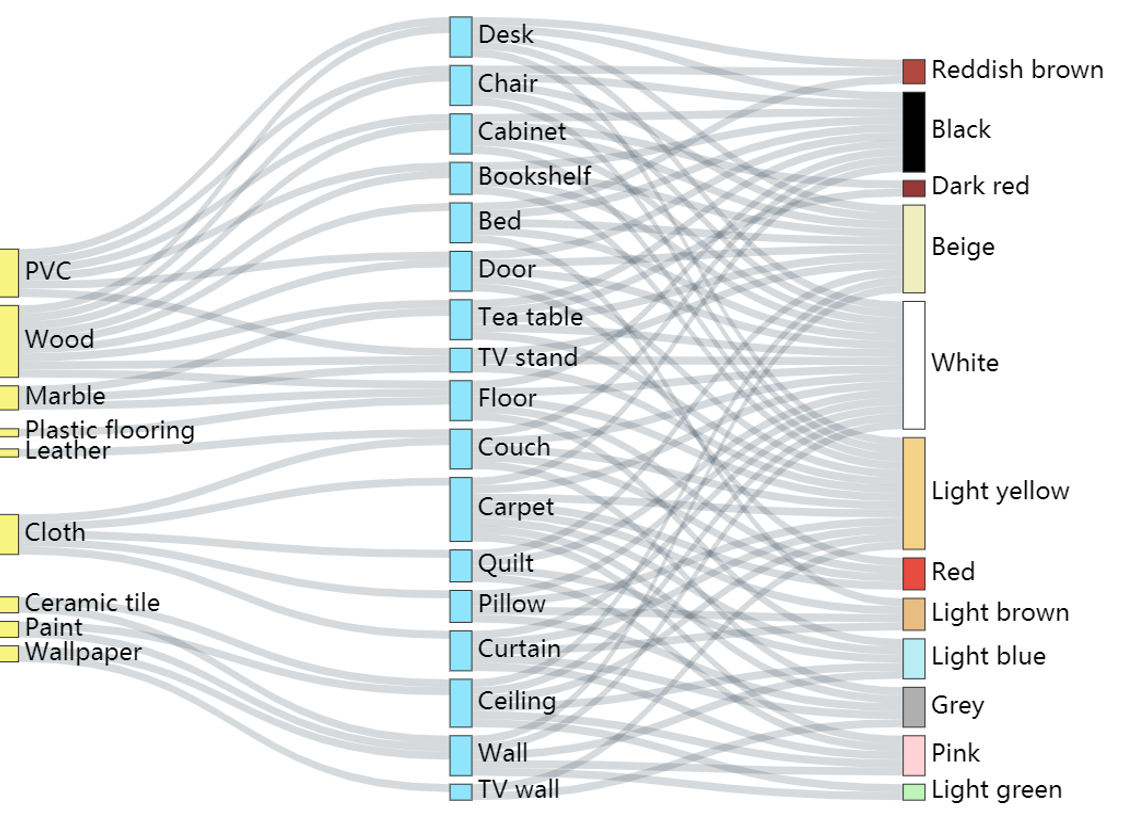 PVC
Wood
Marble
Plastic flooring
Leather
Cloth
Ceramic tile
Paint
Wallpaper
Desk
Chair
Cabinet
Bookshelf
Bed
Door
Tea table
TV stand
Floor
Couch
Carpet
Quilt
Pillow
Curtain
Ceiling
Wall
TV wall
Reddish brown
Black
Dark red
Beige
White
Light yellow
Red
Light brown
Light blue
Grey
Pink
Light green